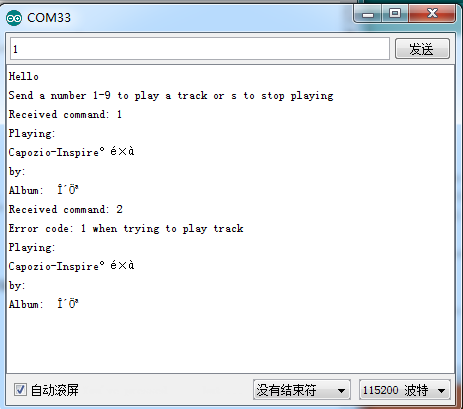 COM33
1
发送
Hello
Send a number 1-9 to play a track or s to stop playing
Received command: 1
Playing:
Capozio-Inspire° é×à
by:
Album: Î´Öª
Received command: 2
Error code: 1 when trying to play track
Playing:
Capozio-Inspire° é×à
by:
Album: Î´Öª
自动滚屏
没有结束符
115200 波特